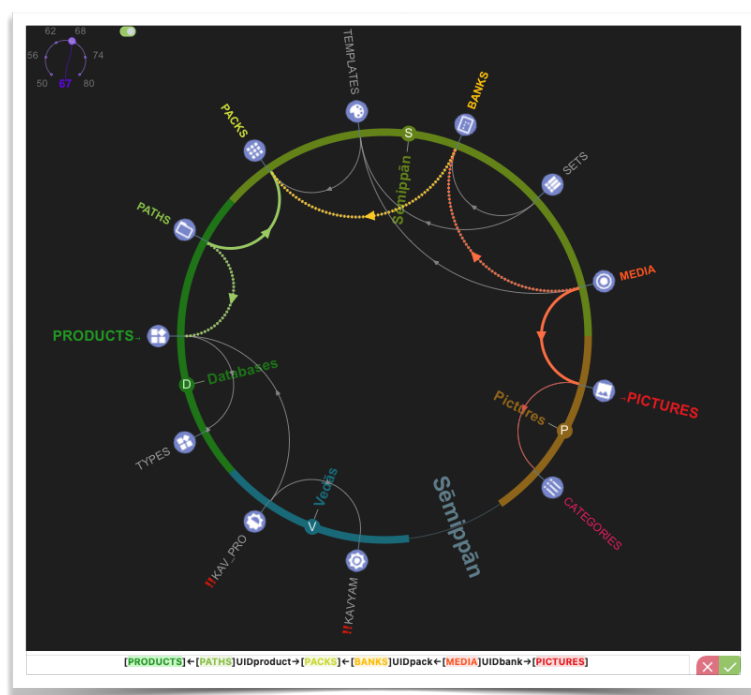 62 68
56 74
50 67 80
TEMPLATES
BANKS
PACKS
S
Sēmippān
SETS
PATHS
MEDIA
PRODUCTS→
D Databases
Pictures
P
→PICTURES
TYPES
Vedās
V
Sēmippān
CATEGORIES
!!KAV_PRO
!!KAVYAM
[PRODUCTS]←[PATHS]UIDproduct→[PACKS]←[BANKS]UIDpack←[MEDIA]UIDbank→[PICTURES]